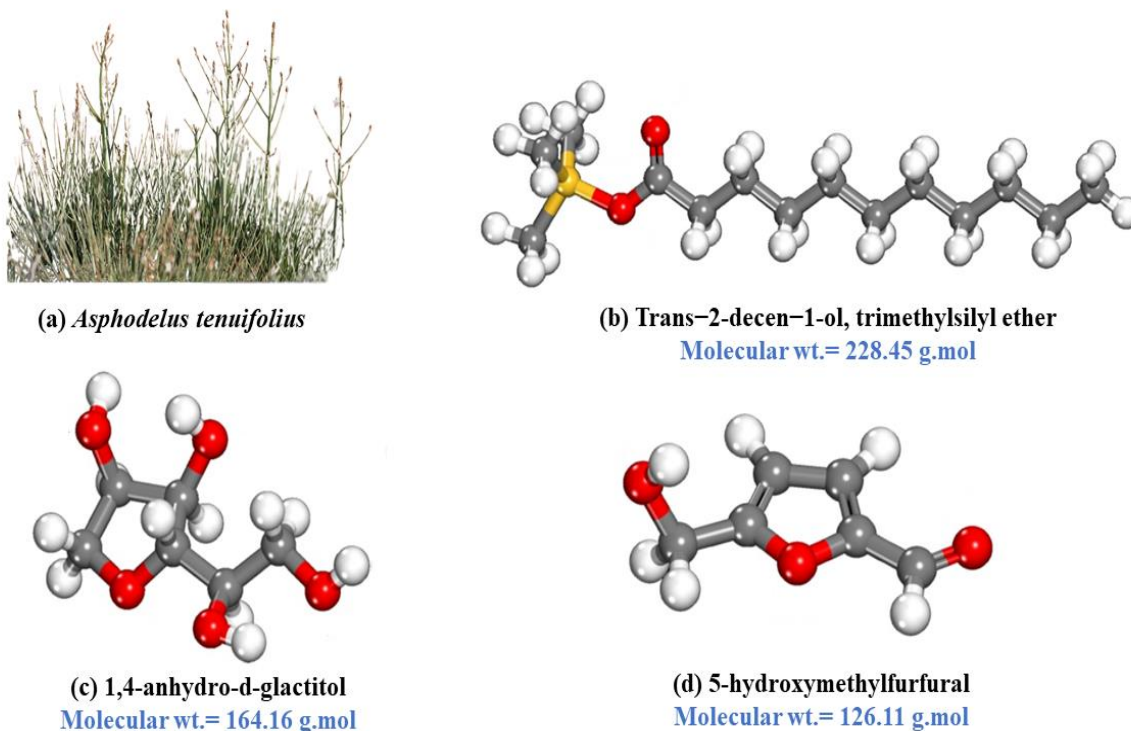 (a) Asphodelus tenuifolius
(b) Trans−2-decen−1-ol, trimethylsilyl ether
Molecular wt.= 228.45 g.mol
(c) 1,4-anhydro-d-glactitol
Molecular wt.= 164.16 g.mol
(d) 5-hydroxymethylfurfural
Molecular wt.= 126.11 g.mol